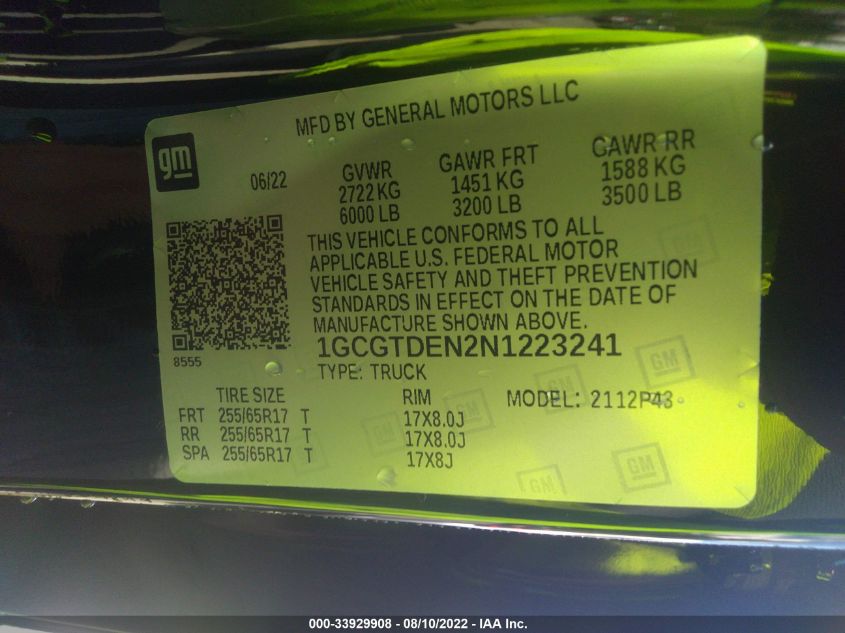 MFD BY GENERAL MOTORS LLC
gm
06/22
GVWR GAWR FRT GAWR RR
2722 KG 1451 KG 1588 KG
6000 LB 3200 LB 3500 LB
THIS VEHICLE CONFORMS TO ALL
APPLICABLE U.S. FEDERAL MOTOR
VEHICLE SAFETY AND THEFT PREVENTION
STANDARDS IN EFFECT ON THE DATE OF
MANUFACTURE SHOWN ABOVE.
8555
1GCGTDEN2N1223241
TYPE: TRUCK
TIRE SIZE RIM MODEL: 2112P43
FRT 255/65R17 T 17X8.0J
RR 255/65R17 T 17X8.0J
SPA 255/65R17 T 17X8J
GM
GM
GM
GM
000-33929908 - 08/10/2022 - IAA Inc.